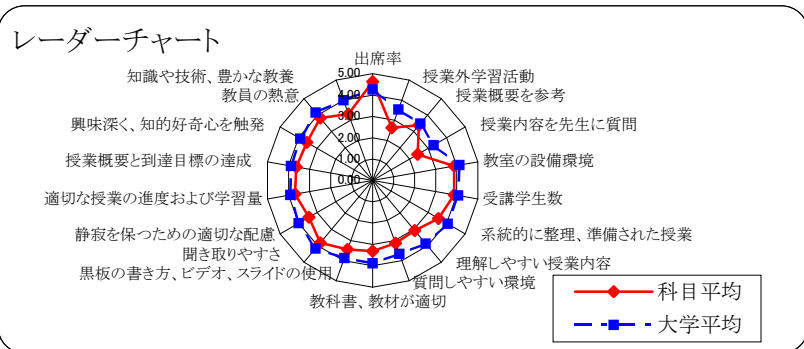 レーダーチャート
出席率
授業外学習活動
授業概要を参考
授業内容を先生に質問
教室の設備環境
受講学生数
系統的に整理、準備された授業
理解しやすい授業内容
質問しやすい環境
教科書、教材が適切
黒板の書き方、ビデオ、スライドの使用
聞き取りやすさ
静寂を保つための適切な配慮
適切な授業の進度および学習量
授業概要と到達目標の達成
興味深く、知的好奇心を触発
教員の熱意
知識や技術、豊かな教養
5.00
4.00
3.00
2.00
1.00
0.00
科目平均
大学平均